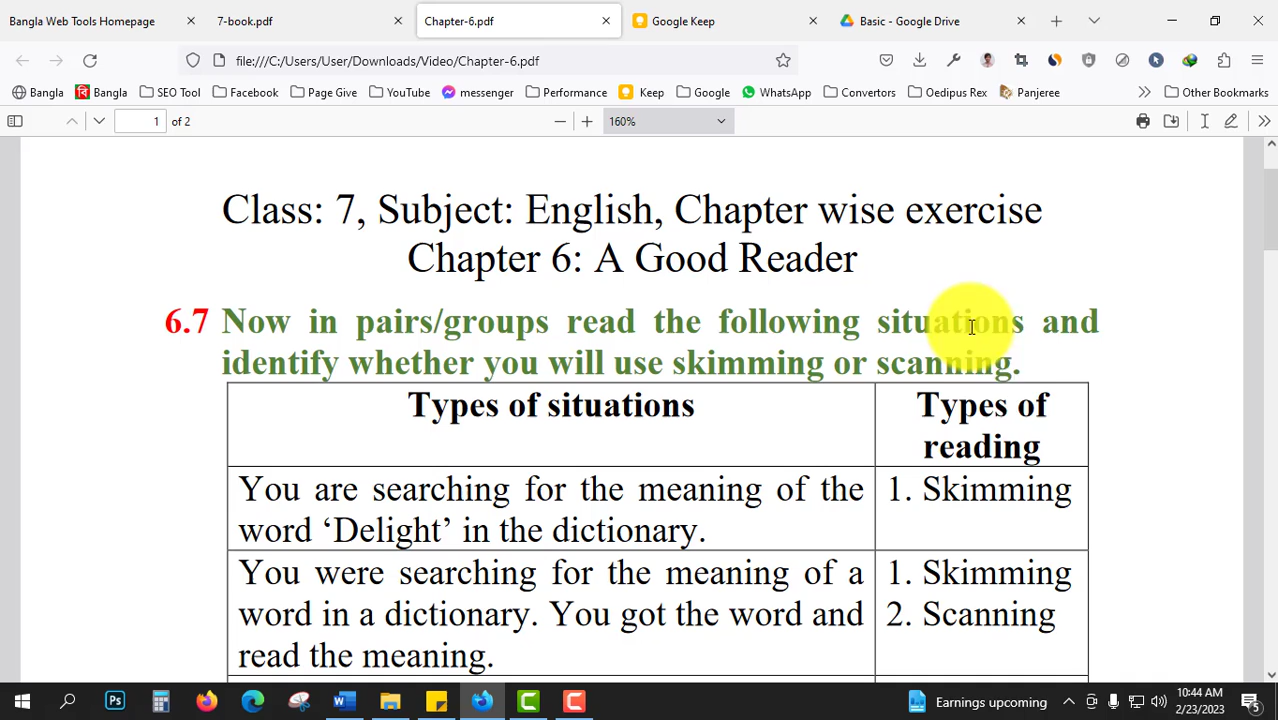 Bangla Web Tools Homepage
7-book.pdf
Chapter-6.pdf
Google Keep
Basic - Google Drive
file:///C:/Users/User/Downloads/Video/Chapter-6.pdf
Bangla
Bangla
SEO Tool
Facebook
Page Give
YouTube
messenger
Performance
Keep
Google
WhatsApp
Convertors
Oedipus Rex
Panjeree
Other Bookmarks
1 of 2
160%
Class: 7, Subject: English, Chapter wise exercise
Chapter 6: A Good Reader
6.7 Now in pairs/groups read the following situations and
identify whether you will use skimming or scanning.
Types of situations
Types of
reading
You are searching for the meaning of the
word ‘Delight’ in the dictionary.
1. Skimming
You were searching for the meaning of a
word in a dictionary. You got the word and
read the meaning.
1. Skimming
2. Scanning
Earnings upcoming
10:44 AM
2/23/2023
5